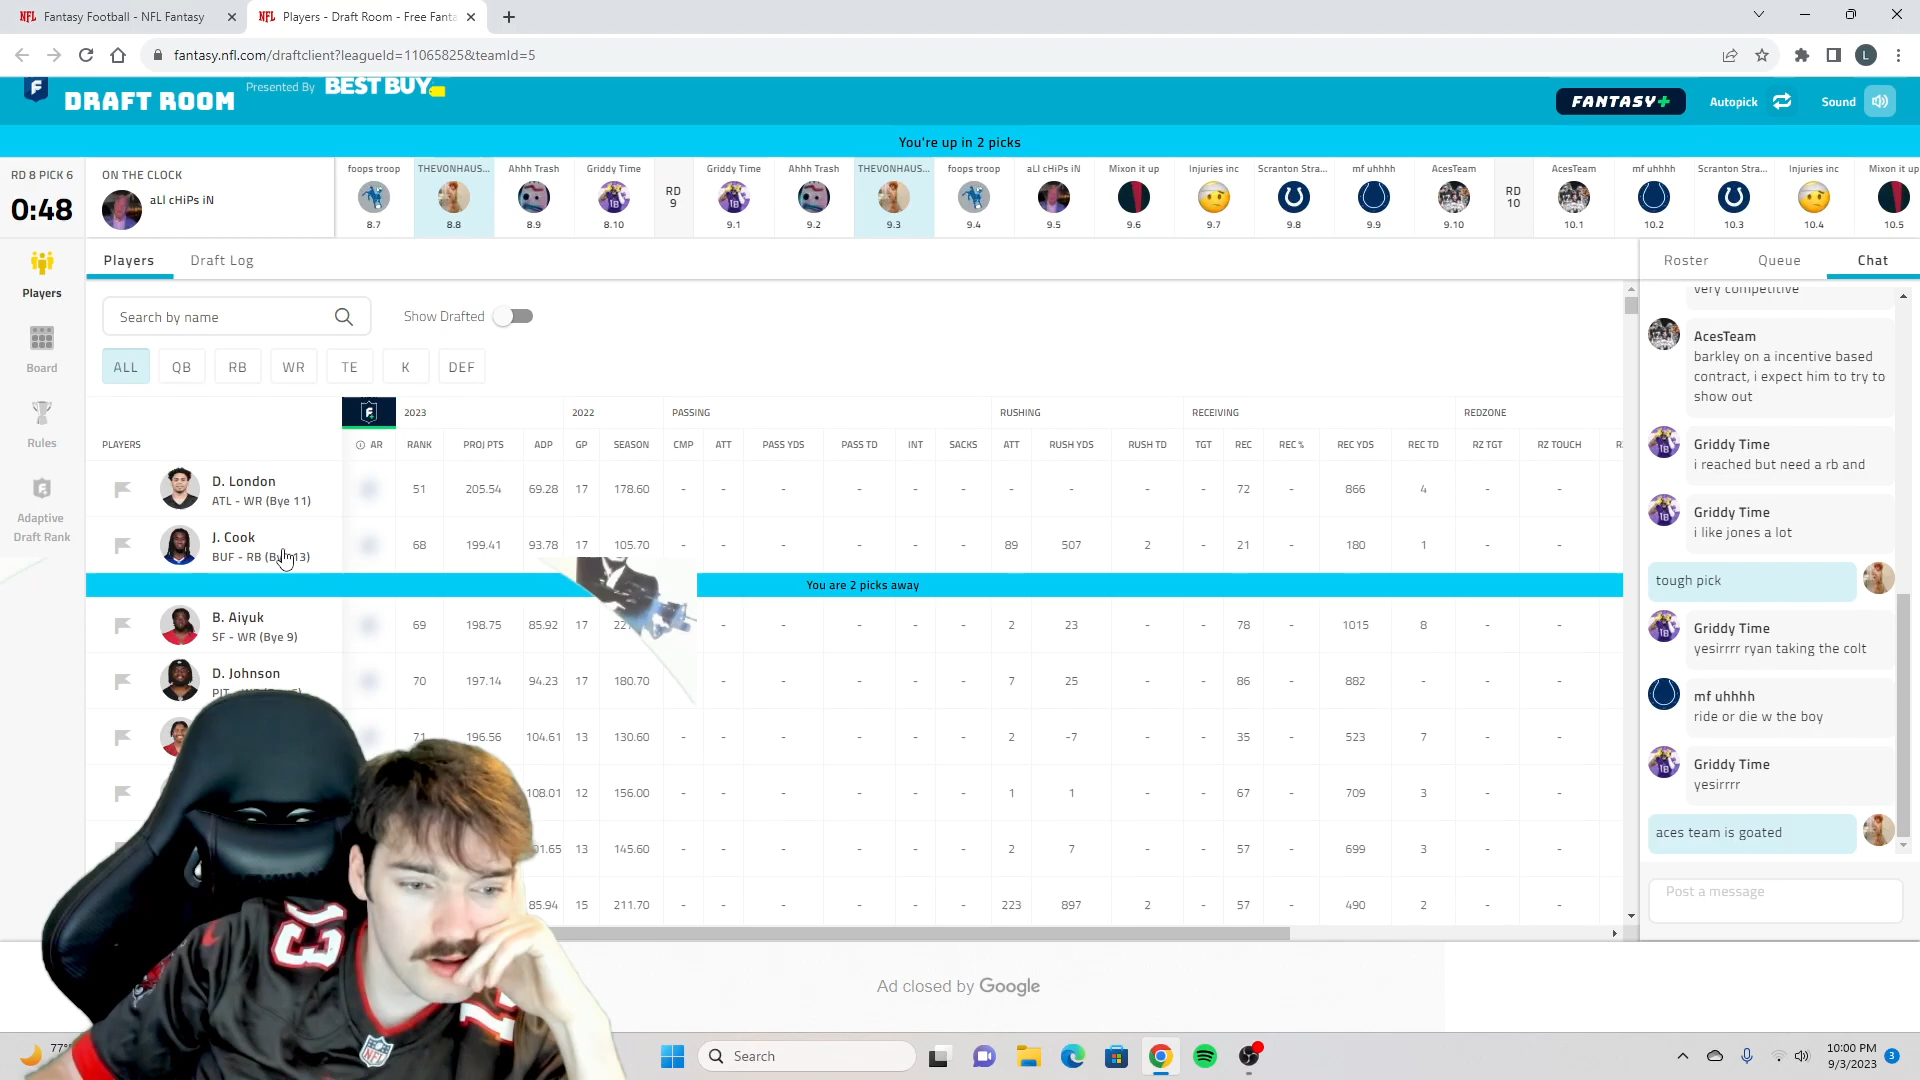 Fantasy Football - NFL Fantasy
Players - Draft Room - Free Fanta
fantasy.nfl.com/draftclient?leagueId=11065825&teamId=5
L
DRAFT ROOM
Presented By BEST BUY
FANTASY+
Autopick
Sound
You're up in 2 picks
RD 8 PICK 6
0:48
ON THE CLOCK
aLl cHiPs iN
foops troop 8.7
THEVONHAUS... 8.8
Ahhh Trash 8.9
Griddy Time 8.10
RD 9
Griddy Time 9.1
Ahhh Trash 9.2
THEVONHAUS... 9.3
foops troop 9.4
aLl cHiPs iN 9.5
Mixon it up 9.6
Injuries inc 9.7
Scranton Stra... 9.8
mf uhhhh 9.9
AcesTeam 9.10
RD 10
AcesTeam 10.1
mf uhhhh 10.2
Scranton Stra... 10.3
Injuries inc 10.4
Mixon it up 10.5
Players
Board
Rules
Adaptive
Draft Rank
Players Draft Log
Search by name
Show Drafted
ALL QB RB WR TE K DEF
2023 2022 PASSING RUSHING RECEIVING REDZONE
PLAYERS AR RANK PROJ PTS ADP GP SEASON CMP ATT PASS YDS PASS TD INT SACKS ATT RUSH YDS RUSH TD TGT REC REC % REC YDS REC TD RZ TGT RZ TOUCH
D. London
ATL - WR (Bye 11)
51 205.54 69.28 17 178.60 - - - - - - - - - - 72 - 866 4 - -
J. Cook
BUF - RB (By 13)
68 199.41 93.78 17 105.70 - - - - - - 89 507 2 - 21 - 180 1 - -
You are 2 picks away
B. Aiyuk
SF - WR (Bye 9)
69 198.75 85.92 17 - - - - - 2 23 - - 78 - 1015 8 - -
D. Johnson
70 197.14 94.23 17 180.70 - - - - - - 7 25 - - 86 - 882 - - -
71 196.56 104.61 13 130.60 - - - - - - 2 -7 - - 35 - 523 7 - -
108.01 12 156.00 - - - - - - 1 1 - - 67 - 709 3 - -
01.65 13 145.60 - - - - - - 2 7 - - 57 - 699 3 - -
85.94 15 211.70 - - - - - - 223 897 2 - 57 - 490 2 - -
Roster Queue Chat
very competitive
AcesTeam
barkley on a incentive based
contract, i expect him to try to
show out
Griddy Time
i reached but need a rb and
Griddy Time
i like jones a lot
tough pick
Griddy Time
yesirrrr ryan taking the colt
mf uhhhh
ride or die w the boy
Griddy Time
yesirrrr
aces team is goated
Post a message
Ad closed by Google
13
NFL
77°
Search
10:00 PM
9/3/2023
3